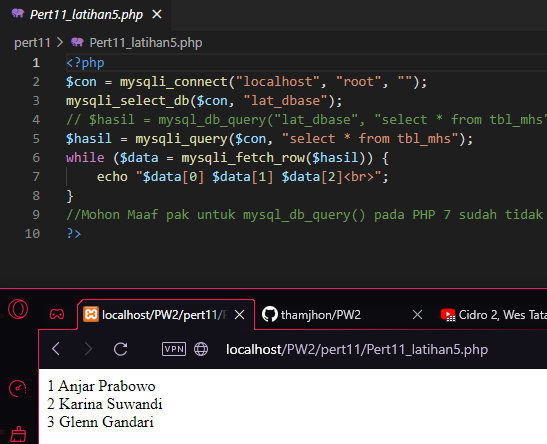 Pert11_latihan5.php ×
pert11 > Pert11_latihan5.php
1 <?php
2 $con = mysqli_connect("localhost", "root", "");
3 mysqli_select_db($con, "lat_dbase");
4 // $hasil = mysql_db_query("lat_dbase", "select * from tbl_mhs"
5 $hasil = mysqli_query($con, "select * from tbl_mhs");
6 while ($data = mysqli_fetch_row($hasil)) {
7 echo "$data[0] $data[1] $data[2]<br>";
8 }
9 //Mohon Maaf pak untuk mysql_db_query() pada PHP 7 sudah tidak
10 ?>
localhost/PW2/pert11/ × thamjhon/PW2 × Cidro 2, Wes Tata
VPN localhost/PW2/pert11/Pert11_latihan5.php
1 Anjar Prabowo
2 Karina Suwandi
3 Glenn Gandari